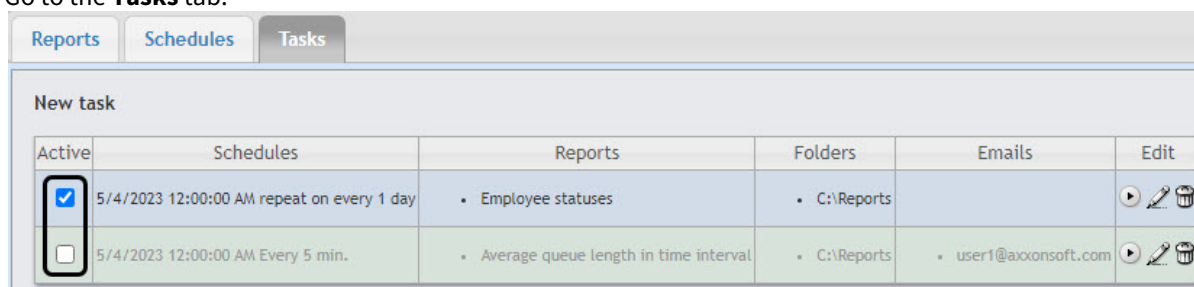 Go to the Tasks tab.
Reports Schedules Tasks
New task
Active Schedules Reports Folders Emails Edit
5/4/2023 12:00:00 AM repeat on every 1 day • Employee statuses • C:\Reports
5/4/2023 12:00:00 AM Every 5 min. • Average queue length in time interval • C:\Reports • user1@axxonsoft.com